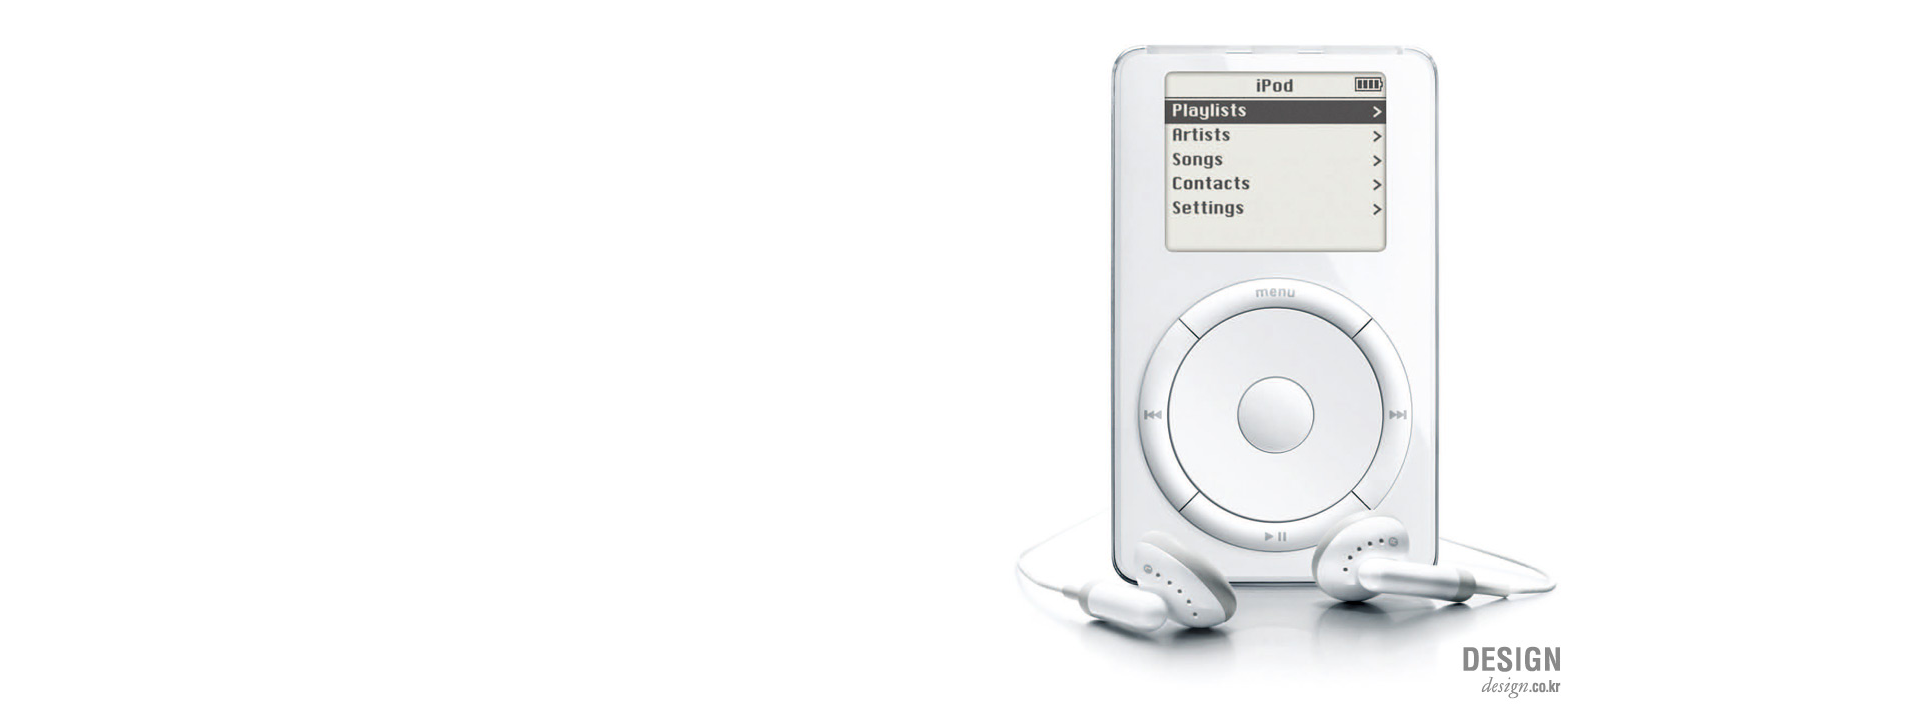 iPod
Playlists >
Artists >
Songs >
Contacts >
Settings >
menu
DESIGN
design.co.kr